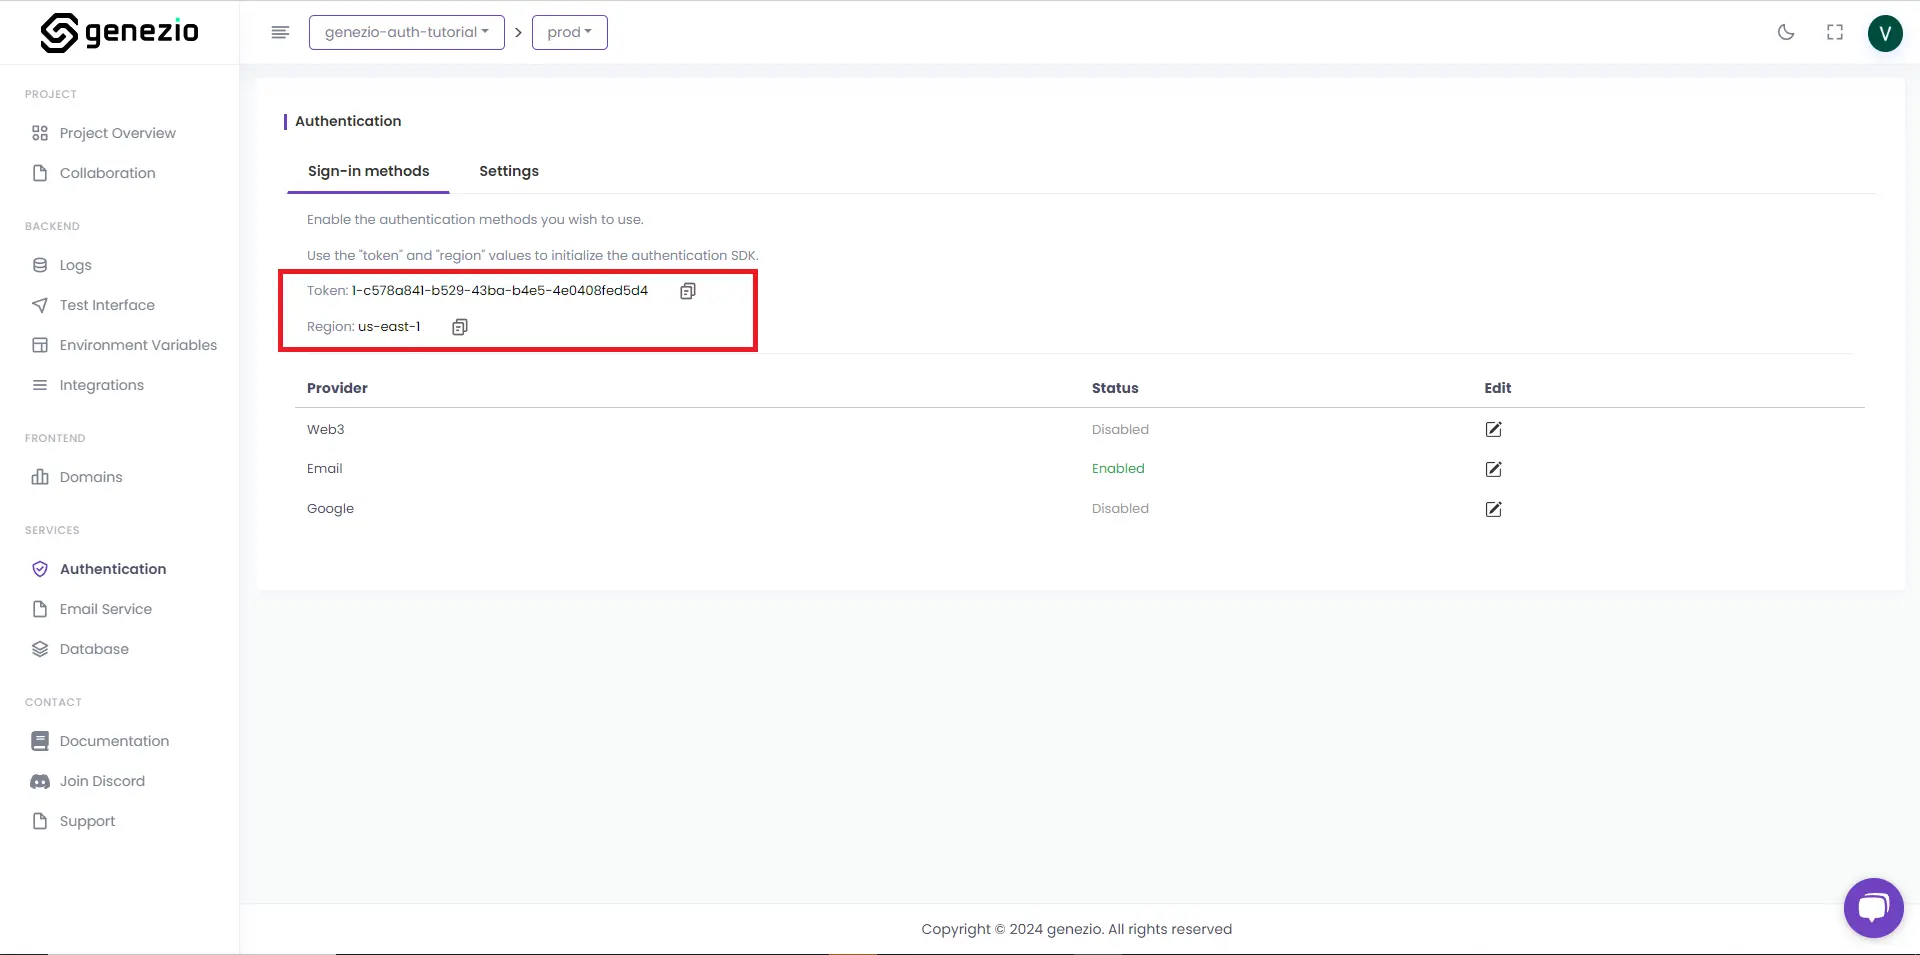 genezio
genezio-auth-tutorial
prod
V
PROJECT
Project Overview
Collaboration
BACKEND
Logs
Test Interface
Environment Variables
Integrations
FRONTEND
Domains
SERVICES
Authentication
Email Service
Database
CONTACT
Documentation
Join Discord
Support
Authentication
Sign-in methods Settings
Enable the authentication methods you wish to use.
Use the "token" and "region" values to initialize the authentication SDK.
Token: 1-c578a841-b529-43ba-b4e5-4e0408fed5d4
Region: us-east-1
Provider Status Edit
Web3 Disabled
Email Enabled
Google Disabled
Copyright © 2024 genezio. All rights reserved